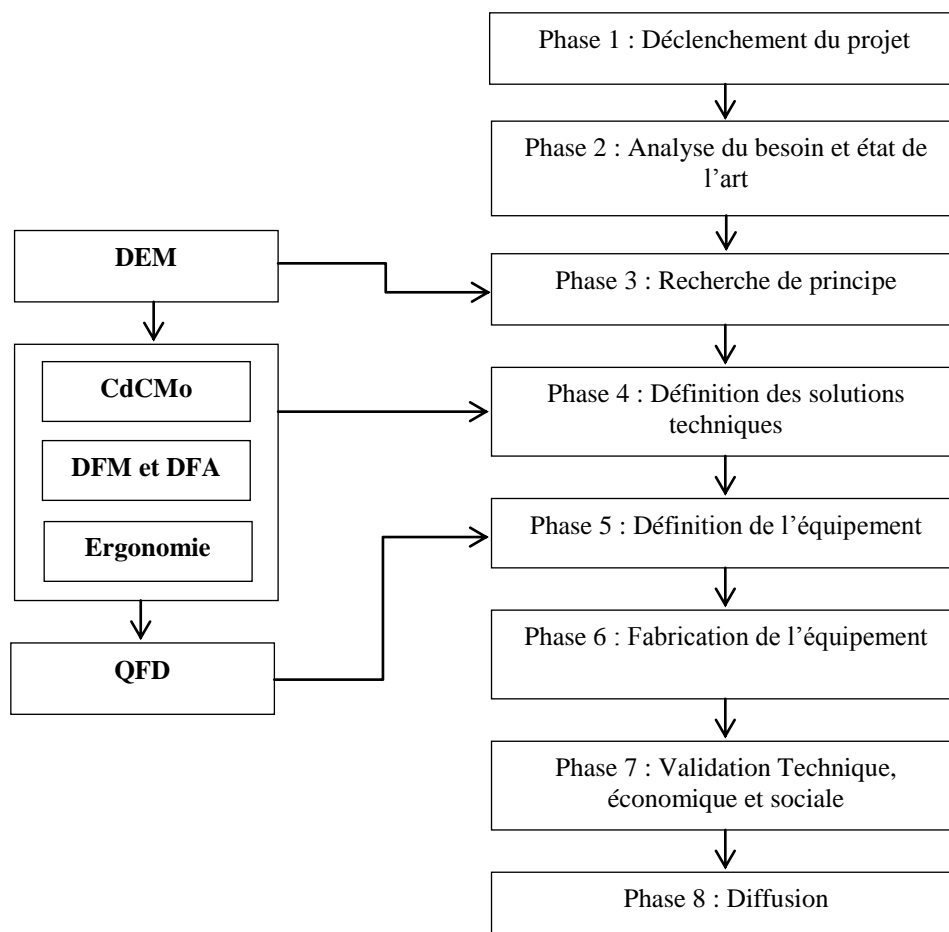 Phase 1 : Déclenchement du projet
Phase 2 : Analyse du besoin et état de
l’art
DEM
Phase 3 : Recherche de principe
CdCMo
Phase 4 : Définition des solutions
techniques
DFM et DFA
Phase 5 : Définition de l’équipement
Ergonomie
Phase 6 : Fabrication de l’équipement
QFD
Phase 7 : Validation Technique,
économique et sociale
Phase 8 : Diffusion